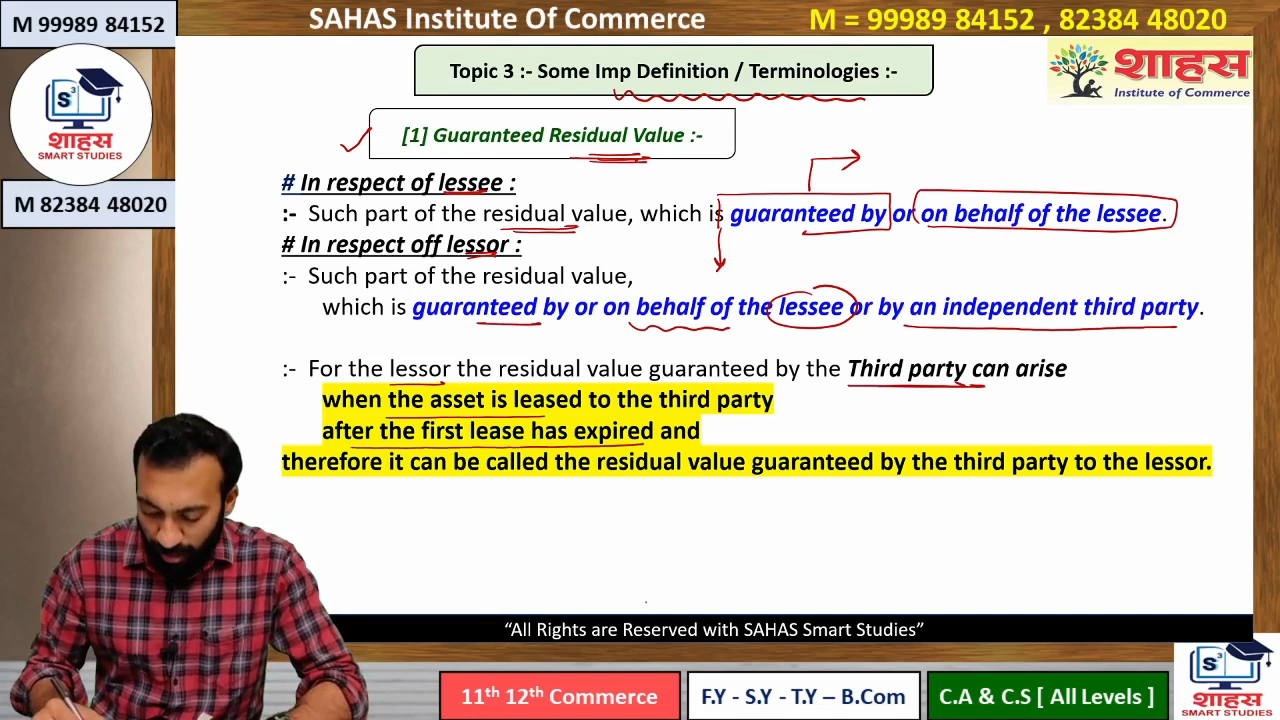 M 99989 84152
SAHAS Institute Of Commerce
M = 99989 84152 , 82384 48020
S³
शाहस
SMART STUDIES
M 82384 48020
शाहस
Institute of Commerce
Topic 3 :- Some Imp Definition / Terminologies :-
[1] Guaranteed Residual Value :-
# In respect of lessee :
:- Such part of the residual value, which is guaranteed by or on behalf of the lessee.
# In respect off lessor :
:- Such part of the residual value,
which is guaranteed by or on behalf of the lessee or by an independent third party.
:- For the lessor the residual value guaranteed by the Third party can arise
when the asset is leased to the third party
after the first lease has expired and
therefore it can be called the residual value guaranteed by the third party to the lessor.
“All Rights are Reserved with SAHAS Smart Studies”
11th 12th Commerce
F.Y - S.Y - T.Y – B.Com
C.A & C.S [ All Levels ]
S³
शाहस
SMART STUDIES